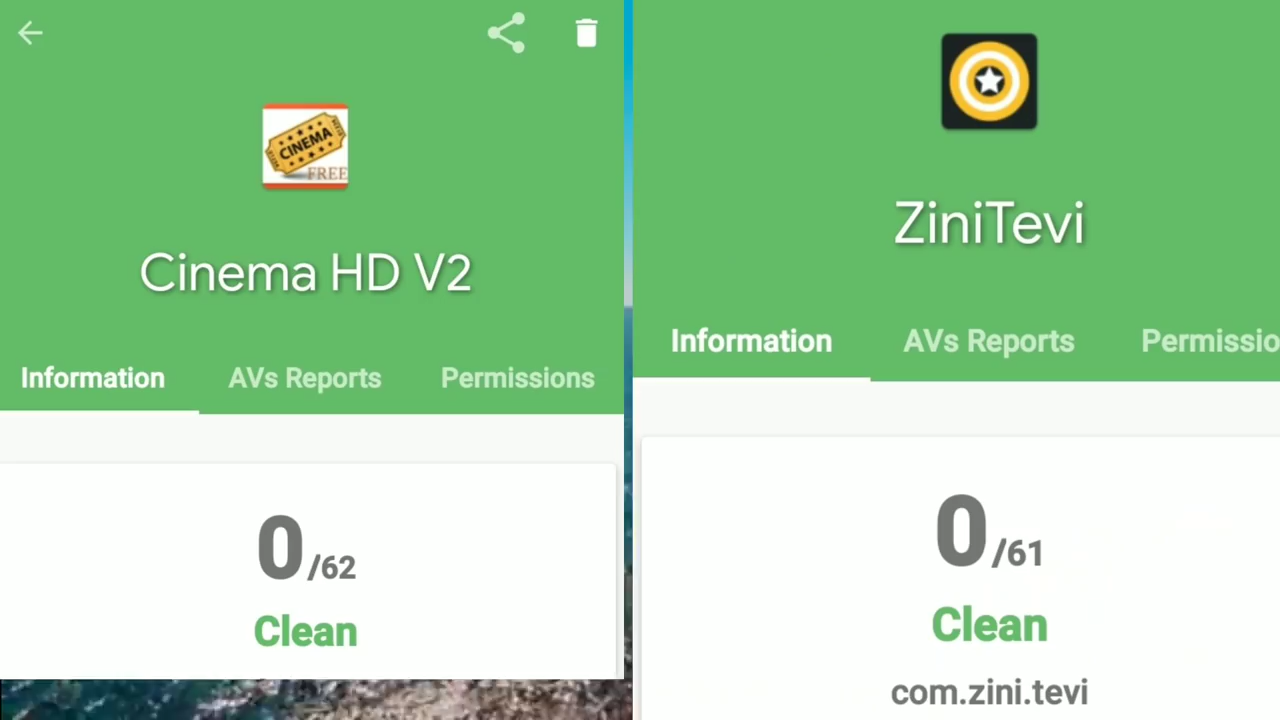 CINEMA
FREE
Cinema HD V2
Information AVs Reports Permissions
0/62
Clean
ZiniTevi
Information AVs Reports Permissio
0/61
Clean
com.zini.tevi